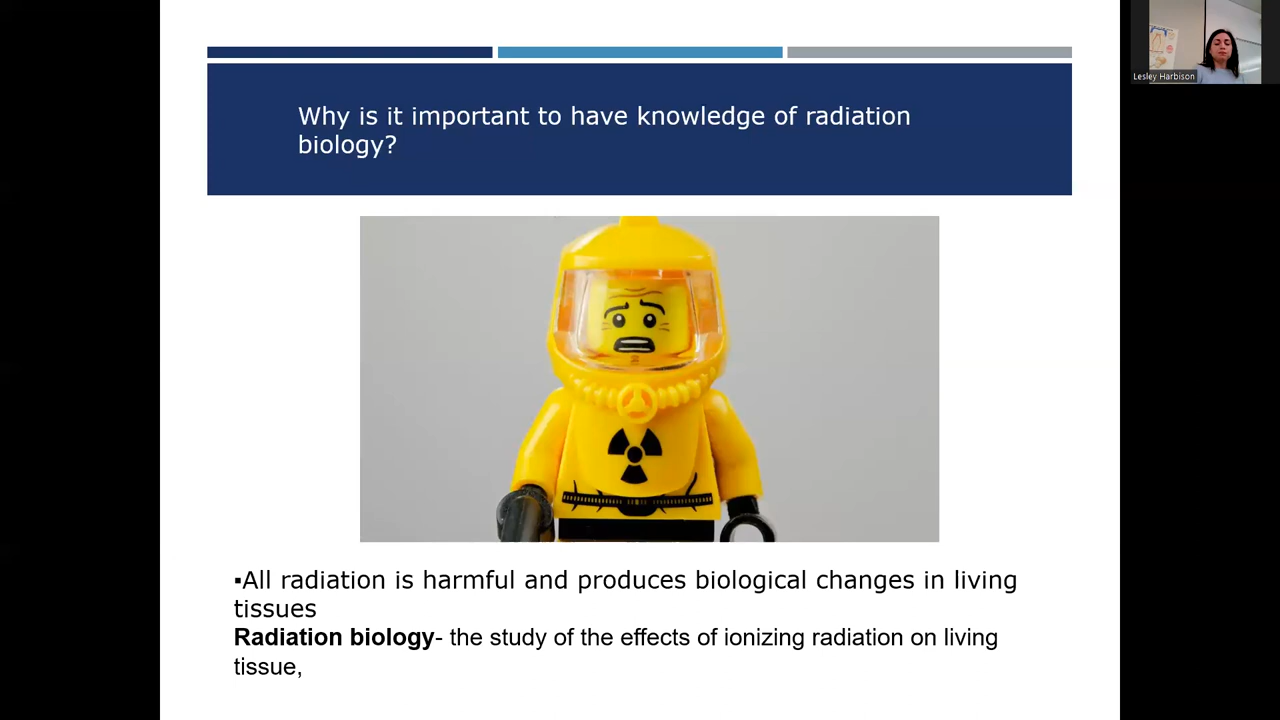 Why is it important to have knowledge of radiation
biology?
Lesley Harbison
▪All radiation is harmful and produces biological changes in living
tissues
Radiation biology- the study of the effects of ionizing radiation on living
tissue,